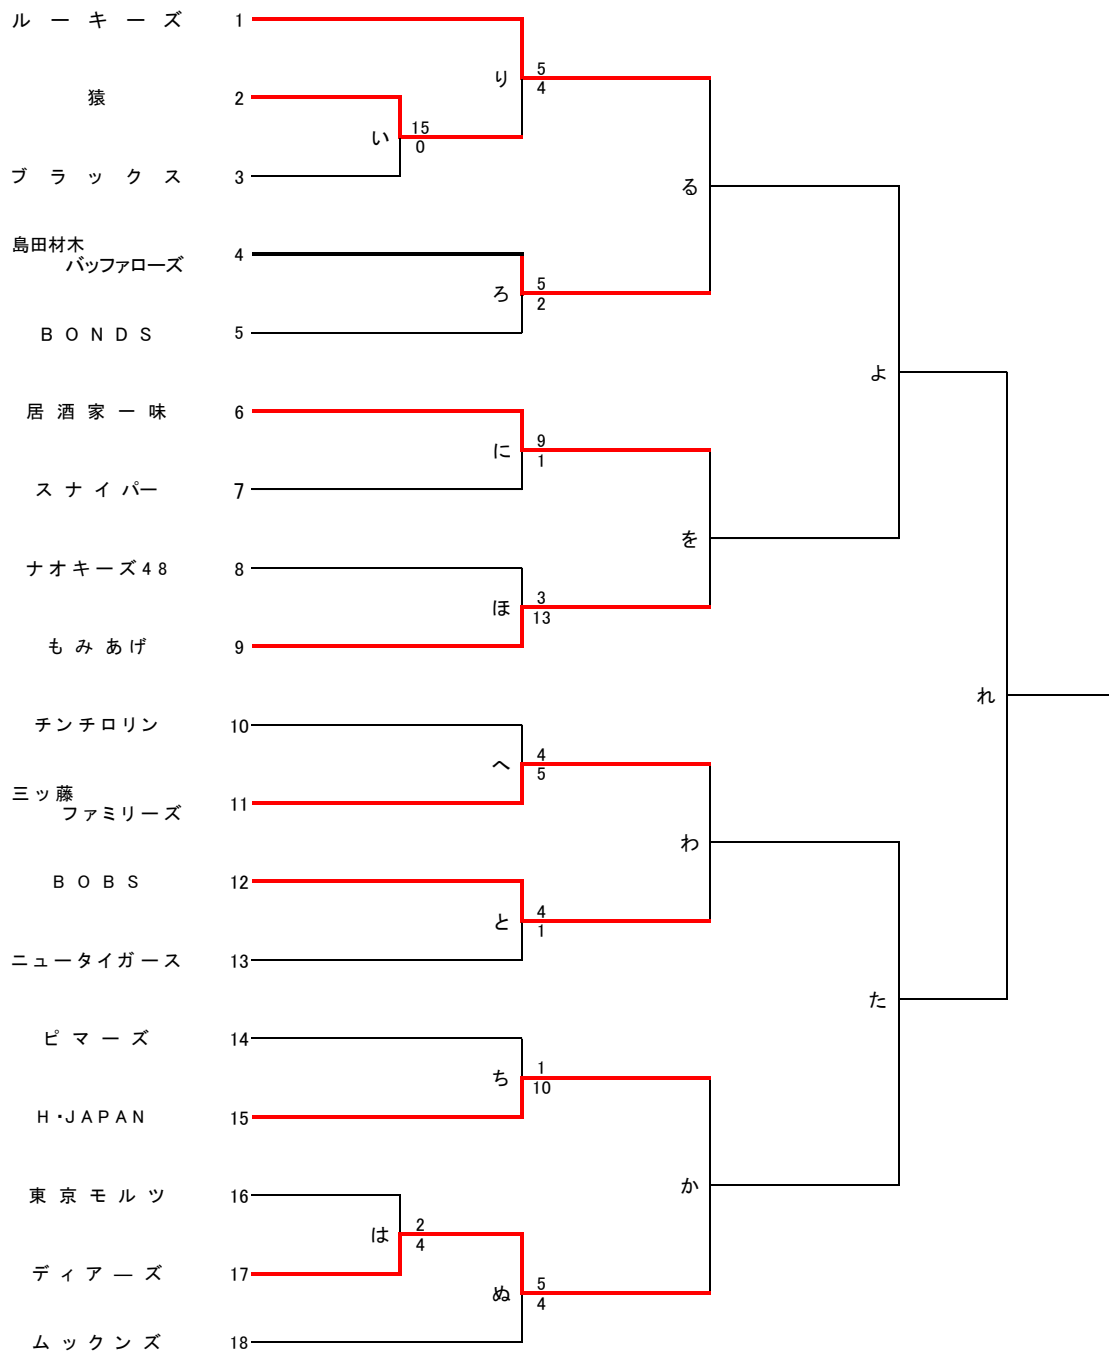 ルーキーズ 1
り 5
4
猿 2
い 15
0
ブラックス 3
る
島田材木
バッファローズ 4
ろ 5
2
BONDS 5
よ
居酒家一味 6
に 9
1
スナイパー 7
を
ナオキーズ48 8
ほ 3
13
もみあげ 9
れ
チンチロリン 10
へ 4
5
三ッ藤
ファミリーズ 11
わ
BOBS 12
と 4
1
ニュータイガース 13
た
ピマーズ 14
ち 1
10
H・JAPAN 15
か
東京モルツ 16
は 2
4
ディアーズ 17
ぬ 5
4
ムックンズ 18